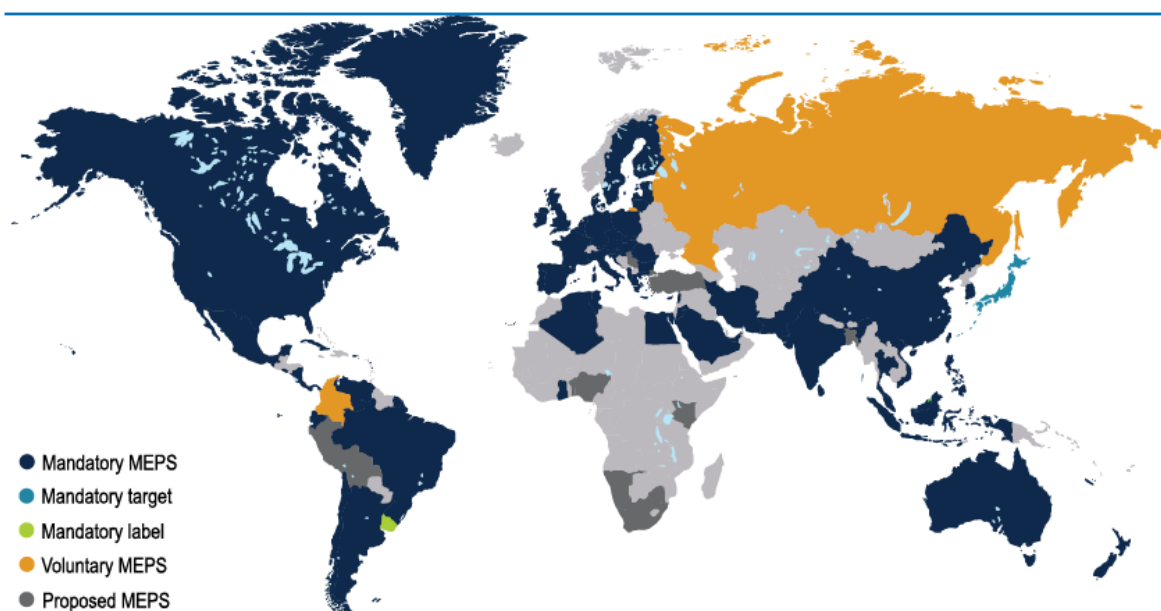 Mandatory MEPS
Mandatory target
Mandatory label
Voluntary MEPS
Proposed MEPS